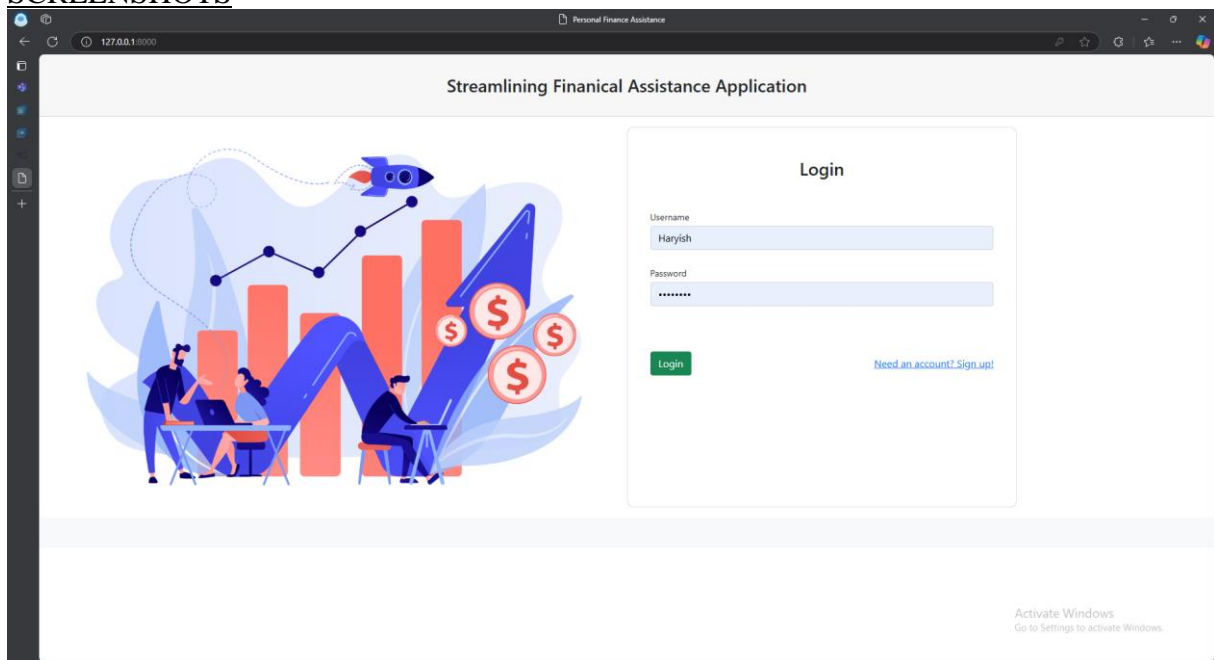 SCREENSHOTS
Personal Finance Assistance
127.0.0.1:8000
Streamlining Finanical Assistance Application
Login
Username
Haryish
Password
••••••••
Login
Need an account? Sign up!
$
$
$
$
Activate Windows
Go to Settings to activate Windows.